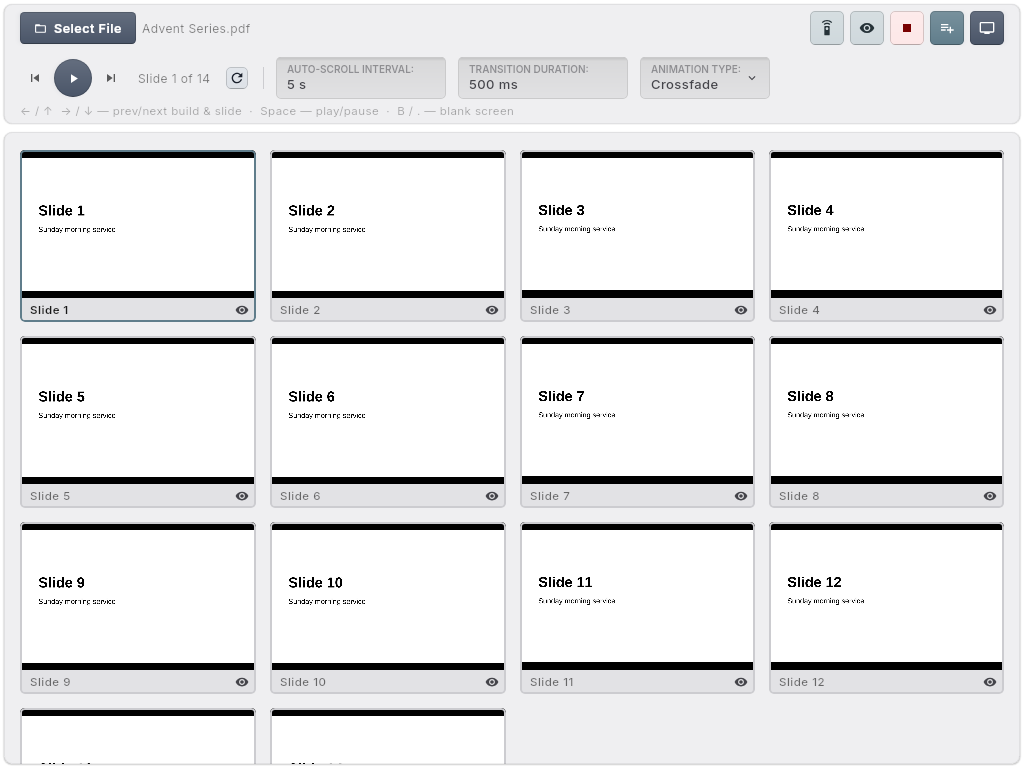 Select File
Advent Series.pdf
Slide 1 of 14
AUTO-SCROLL INTERVAL:
5 s
TRANSITION DURATION:
500 ms
ANIMATION TYPE:
Crossfade
← / ↑ → / ↓ — prev/next build & slide · Space — play/pause · B / . — blank screen
Slide 1
Sunday morning service
Slide 1
Slide 2
Sunday morning service
Slide 2
Slide 3
Sunday morning service
Slide 3
Slide 4
Sunday morning service
Slide 4
Slide 5
Sunday morning service
Slide 5
Slide 6
Sunday morning service
Slide 6
Slide 7
Sunday morning service
Slide 7
Slide 8
Sunday morning service
Slide 8
Slide 9
Sunday morning service
Slide 9
Slide 10
Sunday morning service
Slide 10
Slide 11
Sunday morning service
Slide 11
Slide 12
Sunday morning service
Slide 12